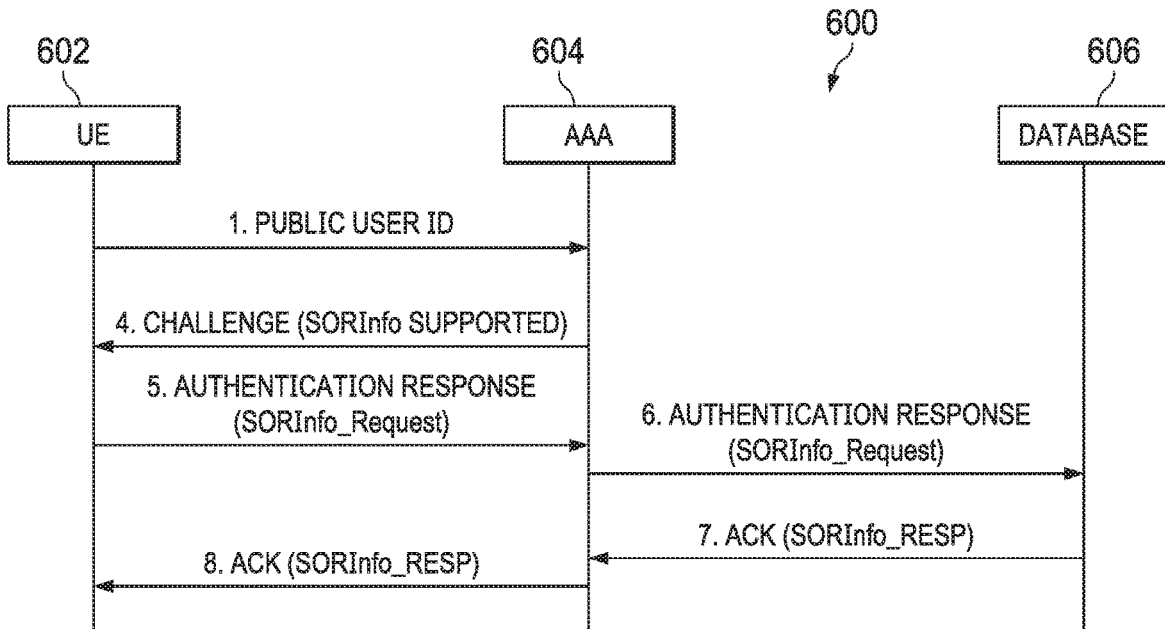 600
602
604
606
UE
AAA
DATABASE
1. PUBLIC USER ID
4. CHALLENGE (SORInfo SUPPORTED)
5. AUTHENTICATION RESPONSE
(SORInfo_Request)
6. AUTHENTICATION RESPONSE
(SORInfo_Request)
7. ACK (SORInfo_RESP)
8. ACK (SORInfo_RESP)